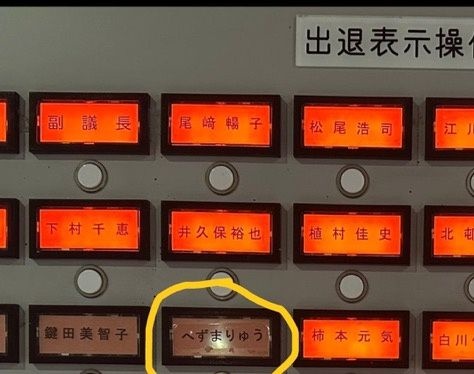 出退表示操
副議長
尾﨑暢子
松尾浩司
江川
下村千恵
井久保裕也
植村佳史
北
鍵田美智子
へずまりゅう
柿本元気
白川